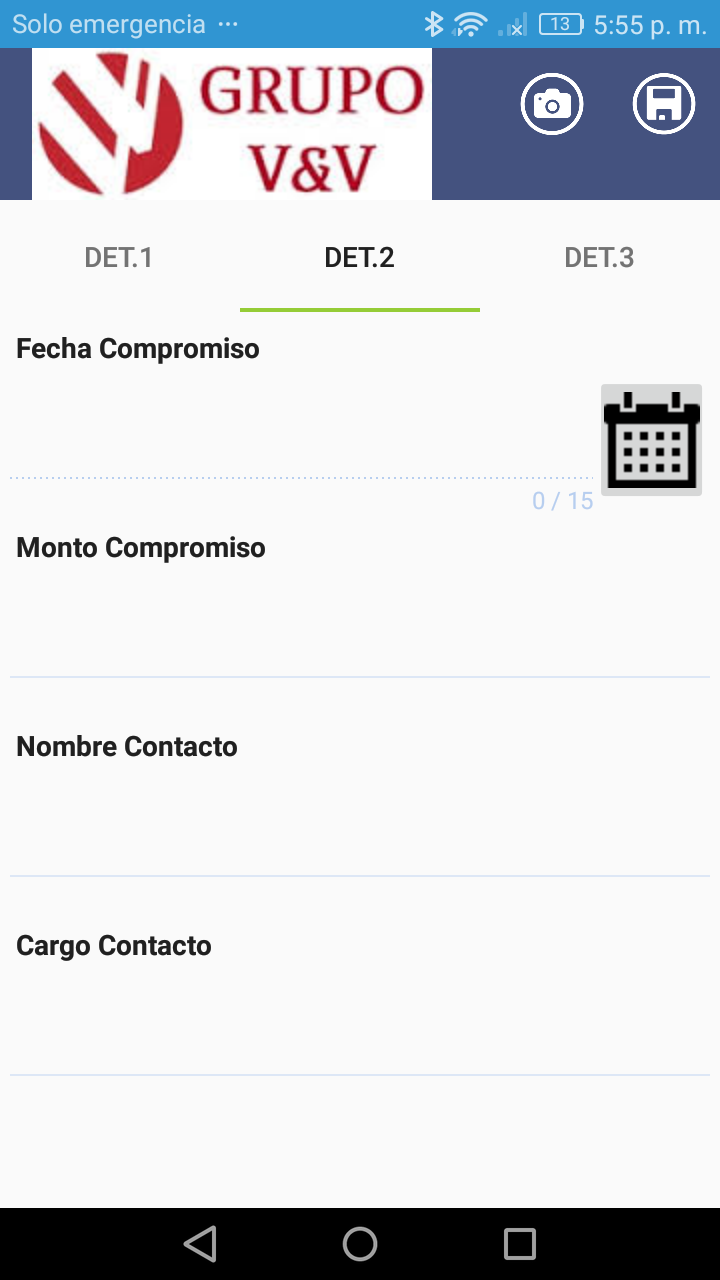 Solo emergencia ...
13
5:55 p. m.
GRUPO
V&V
DET.1
DET.2
DET.3
Fecha Compromiso
0 / 15
Monto Compromiso
Nombre Contacto
Cargo Contacto